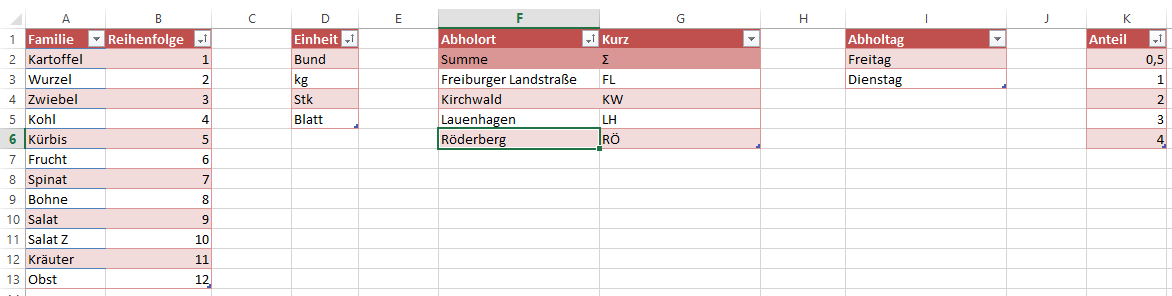 A B C D E F G H I J K
1 Familie Reihenfolge Einheit Abholort Kurz Abholtag Anteil
2 Kartoffel 1 Bund Summe Σ Freitag 0,5
3 Wurzel 2 kg Freiburger Landstraße FL Dienstag 1
4 Zwiebel 3 Stk Kirchwald KW 2
5 Kohl 4 Blatt Lauenhagen LH 3
6 Kürbis 5 Röderberg RÖ 4
7 Frucht 6
8 Spinat 7
9 Bohne 8
10 Salat 9
11 Salat Z 10
12 Kräuter 11
13 Obst 12